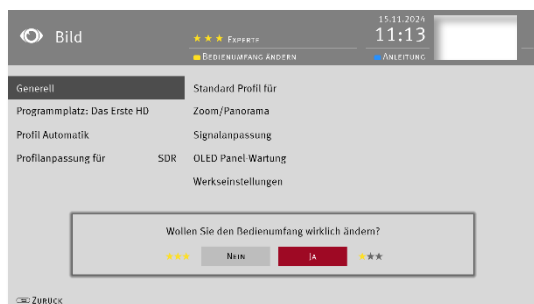 15.11.2024
Bild
★ ★ ★ EXPERTE
11:13
BEDIENUMFANG ÄNDERN
ANLEITUNG
Generell
Standard Profil für
Programmplatz: Das Erste HD
Zoom/Panorama
Profil Automatik
Signalanpassung
Profilanpassung für SDR
OLED Panel-Wartung
Werkseinstellungen
Wollen Sie den Bedienumfang wirklich ändern?
★★★ NEIN JA ★★★
ZURÜCK